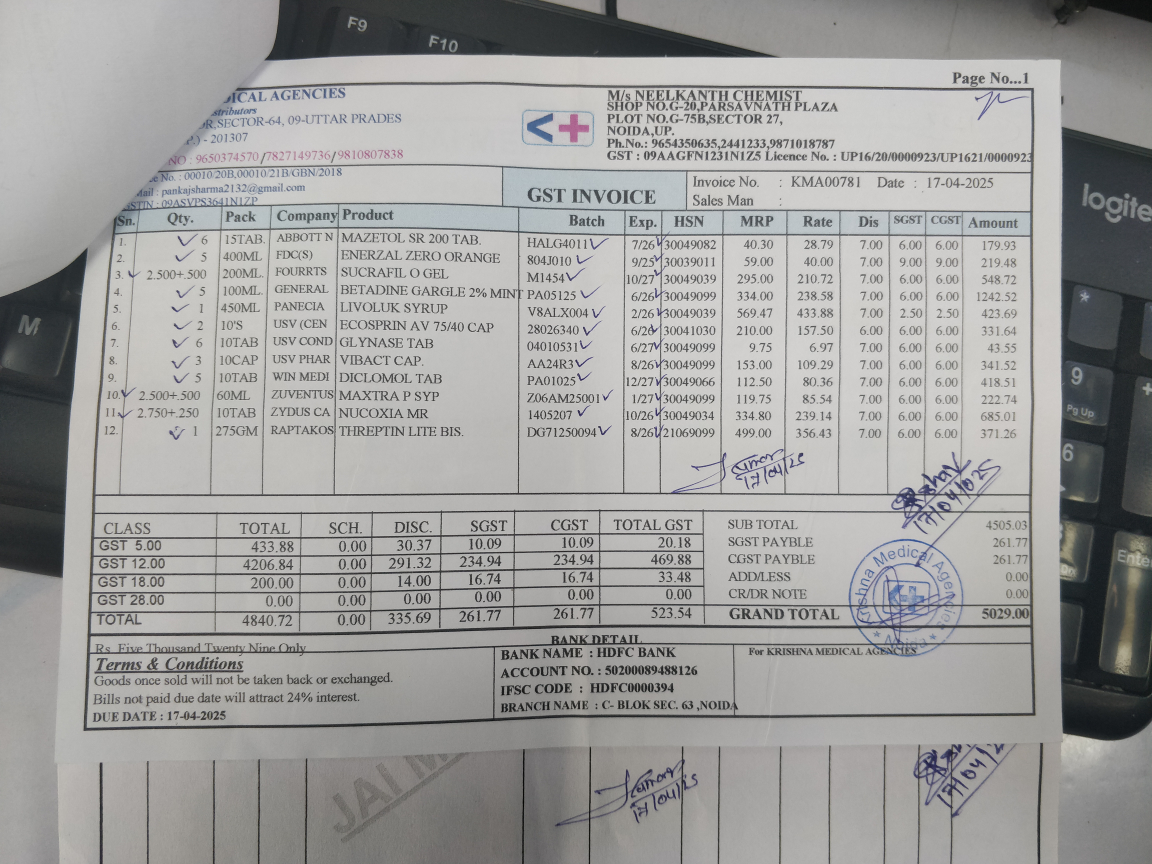 F9
F10
Page No...1
DICAL AGENCIES
stributors
OR,SECTOR-64, 09-UTTAR PRADES
.P.) - 201307
NO : 9650374570/7827149736/9810807838
ce No. : 00010/20B,00010/21B/GBN/2018
mail : pankajsharma2132@gmail.com
GSTIN : 09ASVPS3641N1ZP
M/s NEELKANTH CHEMIST
SHOP NO.G-20,PARSAVNATH PLAZA
PLOT NO.G-75B,SECTOR 27,
NOIDA,UP.
Ph.No.: 9654350635,2441233,9871018787
GST : 09AAGFN1231N1Z5 Licence No. : UP16/20/0000923/UP1621/0000923
GST INVOICE
Invoice No. : KMA00781 Date : 17-04-2025
Sales Man :
Sn. Qty. Pack Company Product Batch Exp. HSN MRP Rate Dis SGST CGST Amount
1. 6 15TAB. ABBOTT N MAZETOL SR 200 TAB. HALG4011 7/26 30049082 40.30 28.79 7.00 6.00 6.00 179.93
2. 5 400ML FDC(S) ENERZAL ZERO ORANGE 804J010 9/25 30039011 59.00 40.00 7.00 9.00 9.00 219.48
3. 2.500+.500 200ML. FOURRTS SUCRAFIL O GEL M1454 10/27 30049039 295.00 210.72 7.00 6.00 6.00 548.72
4. 5 100ML. GENERAL BETADINE GARGLE 2% MINT PA05125 6/26 30049099 334.00 238.58 7.00 6.00 6.00 1242.52
5. 1 450ML PANECIA LIVOLUK SYRUP V8ALX004 2/26 30049099 569.47 433.88 7.00 2.50 2.50 423.69
6. 2 10'S USV (CEN ECOSPRIN AV 75/40 CAP 28026340 6/26 30041030 210.00 157.50 7.00 6.00 6.00 331.64
7. 6 10TAB USV COND GLYNASE TAB 04010531 6/27 30049099 9.75 6.97 7.00 6.00 6.00 43.55
8. 3 10CAP USV PHAR VIBACT CAP. AA24R3 8/26 30049099 153.00 109.29 7.00 6.00 6.00 341.52
9. 5 10TAB WIN MEDI DICLOMOL TAB PA01025 12/27 30049066 112.50 80.36 7.00 6.00 6.00 418.51
10. 2.500+.500 60ML ZUVENTUS MAXTRA P SYP Z06AM25001 1/27 30049099 119.75 85.54 7.00 6.00 6.00 222.74
11. 2.750+.250 10TAB ZYDUS CA NUCOXIA MR 1405207 10/26 30049034 334.80 239.14 7.00 6.00 6.00 685.01
12. 1 275GM RAPTAKOS THREPTIN LITE BIS. DG71250094 8/26 21069099 499.00 356.43 7.00 6.00 6.00 371.26
17/04/25
17/04/025
CLASS TOTAL SCH. DISC. SGST CGST TOTAL GST
GST 5.00 433.88 0.00 30.37 10.09 10.09 20.18
GST 12.00 4206.84 0.00 291.32 234.94 234.94 469.88
GST 18.00 200.00 0.00 14.00 16.74 16.74 33.48
GST 28.00 0.00 0.00 0.00 0.00 0.00 0.00
TOTAL 4840.72 0.00 335.69 261.77 261.77 523.54
SUB TOTAL 4505.03
SGST PAYBLE 261.77
CGST PAYBLE 261.77
ADD/LESS 0.00
CR/DR NOTE 0.00
GRAND TOTAL 5029.00
Krishna Medical Agencies
Noida
Rs. Five Thousand Twenty Nine Only
Terms & Conditions
Goods once sold will not be taken back or exchanged.
Bills not paid due date will attract 24% interest.
DUE DATE : 17-04-2025
BANK DETAIL
BANK NAME : HDFC BANK
ACCOUNT NO. : 50200089488126
IFSC CODE : HDFC0000394
BRANCH NAME : C- BLOK SEC. 63 ,NOIDA
For KRISHNA MEDICAL AGENCIES
JAI M
17/04/25
17/04/
logite
M
*
9
Pg Up
6
+
Enter